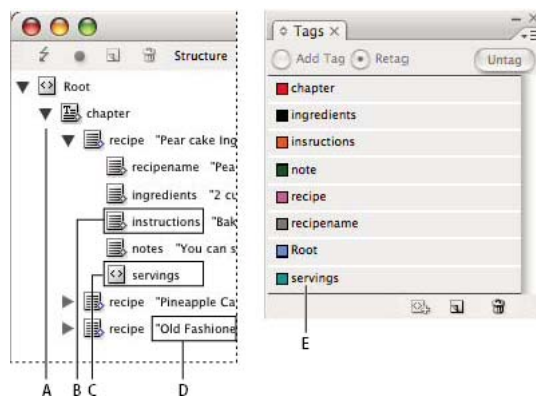 Structure
Root
chapter
recipe "Pear cake Ing
recipename "Pea
ingredients "2 cu
instructions "Bak
notes "You can s
servings
recipe "Pineapple Ca
recipe "Old Fashione
A B C D
Tags ×
Add Tag Retag Untag
chapter
ingredients
insructions
note
recipe
recipename
Root
servings
E